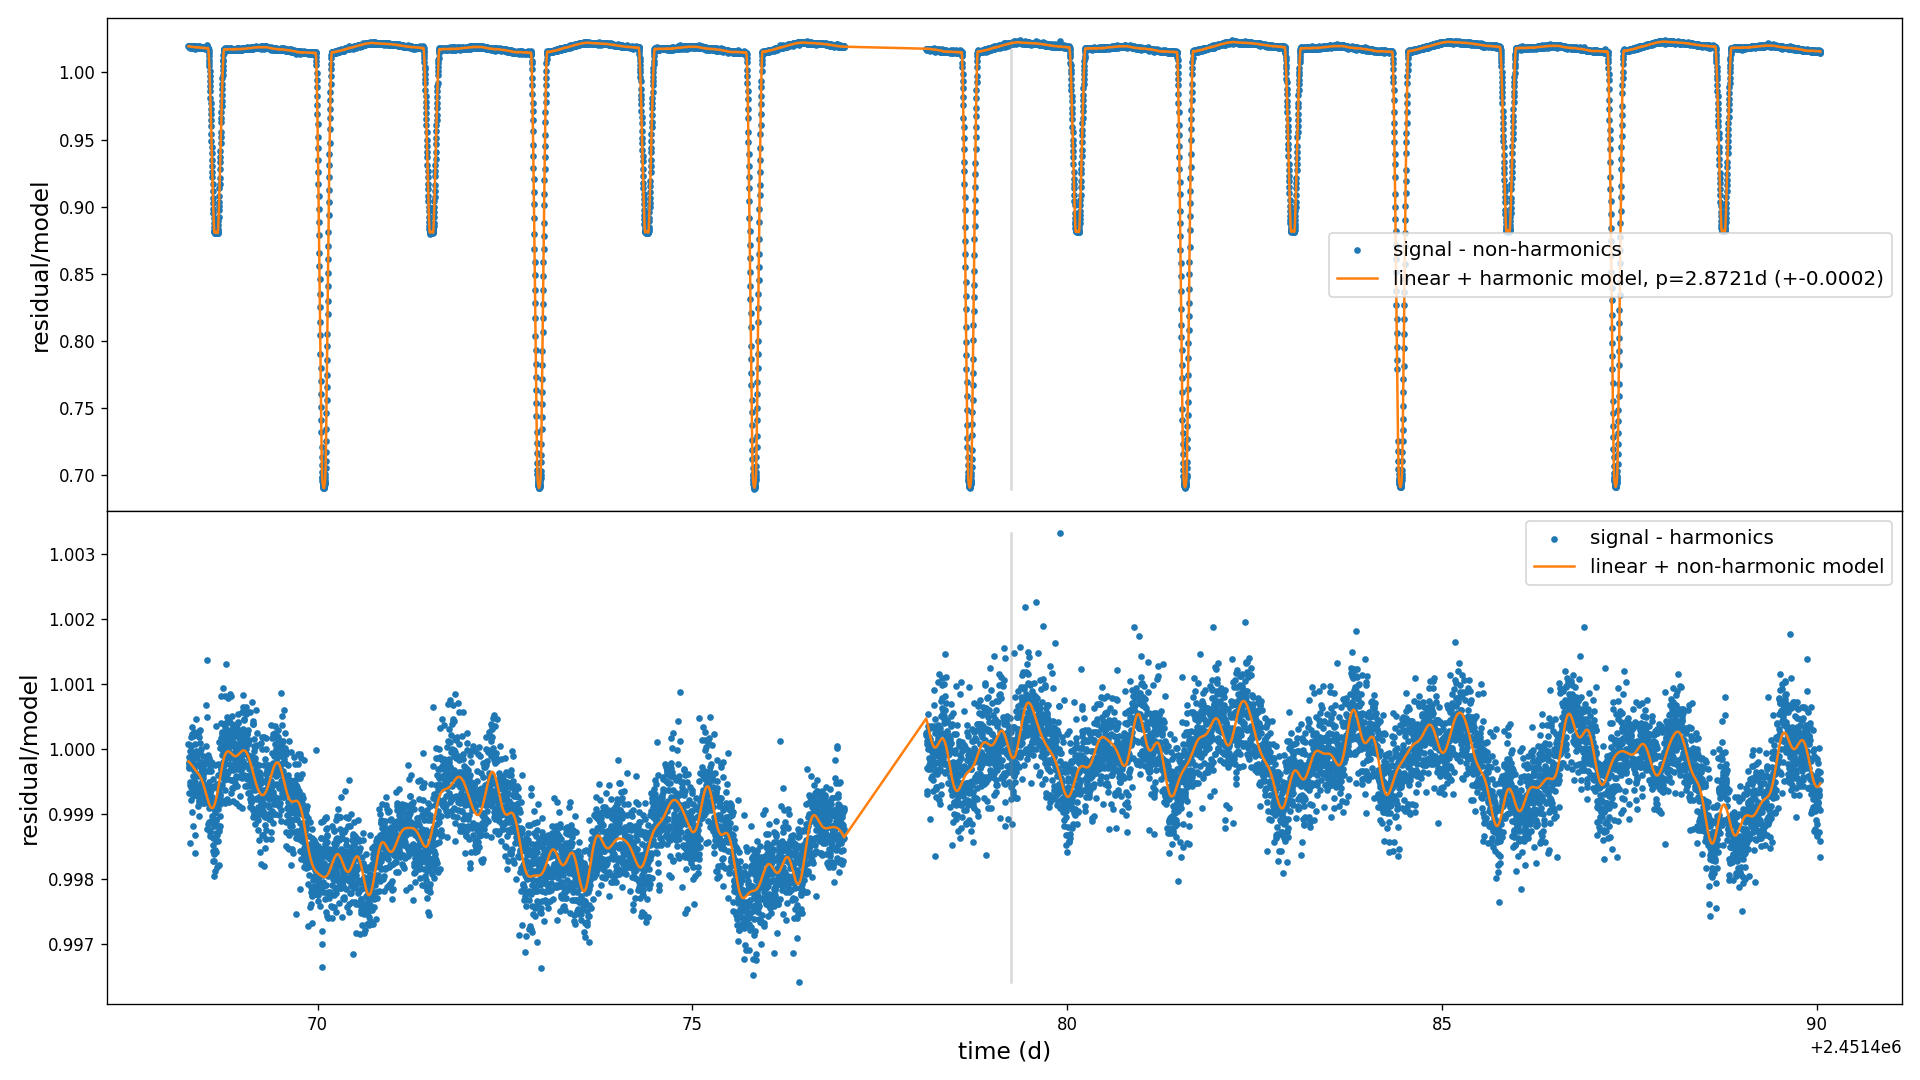 1.00
0.95
0.90
0.85
0.80
0.75
0.70
residual/model
signal - non-harmonics
linear + harmonic model, p=2.8721d (+-0.0002)
1.003
1.002
1.001
1.000
0.999
0.998
0.997
residual/model
signal - harmonics
linear + non-harmonic model
70 75 80 85 90
time (d)
+2.4514e6